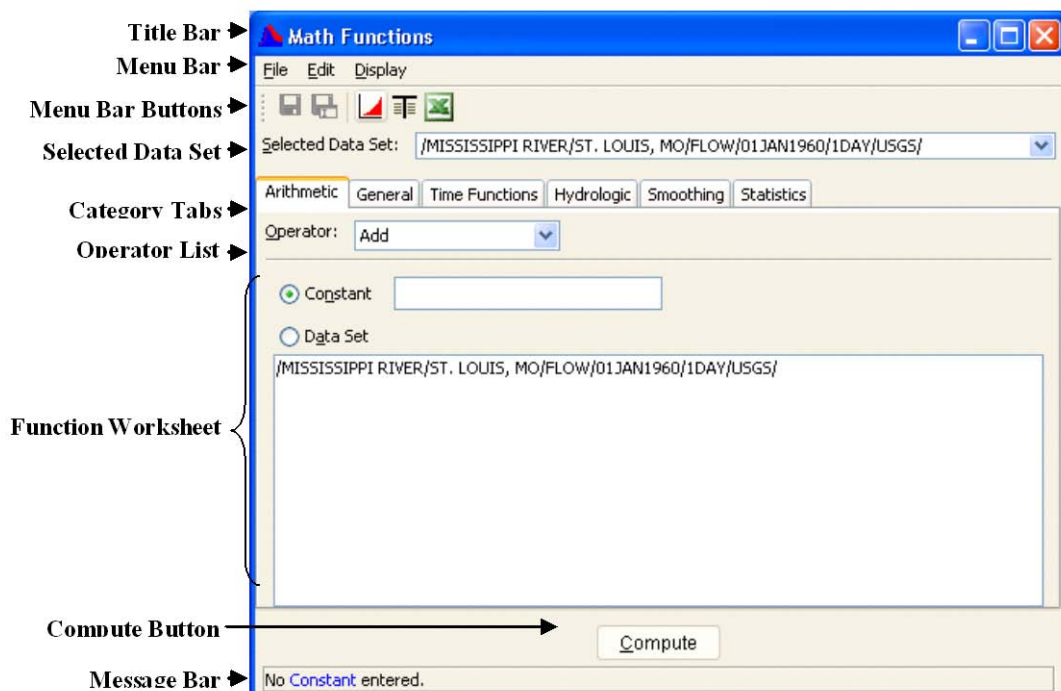 Title Bar
Math Functions
Menu Bar
File Edit Display
Menu Bar Buttons
Selected Data Set
Selected Data Set: /MISSISSIPPI RIVER/ST. LOUIS, MO/FLOW/01JAN1960/1DAY/USGS/
Category Tabs
Arithmetic General Time Functions Hydrologic Smoothing Statistics
Operator List
Operator: Add
Constant
Data Set
/MISSISSIPPI RIVER/ST. LOUIS, MO/FLOW/01JAN1960/1DAY/USGS/
Function Worksheet
Compute Button
Compute
Message Bar
No Constant entered.